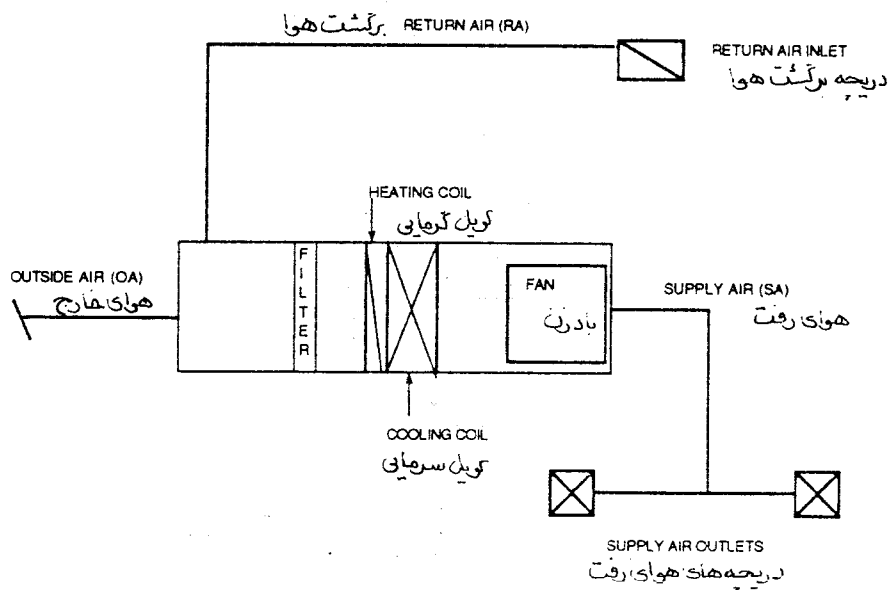 برگشت هوا RETURN AIR (RA)
RETURN AIR INLET
دریچه برگشت هوا
HEATING COIL
کویل گرمایی
OUTSIDE AIR (OA)
هوای خارج
FILTER
FAN
بادزن
SUPPLY AIR (SA)
هوای رفت
COOLING COIL
کویل سرمایی
SUPPLY AIR OUTLETS
دریچه های هوای رفت